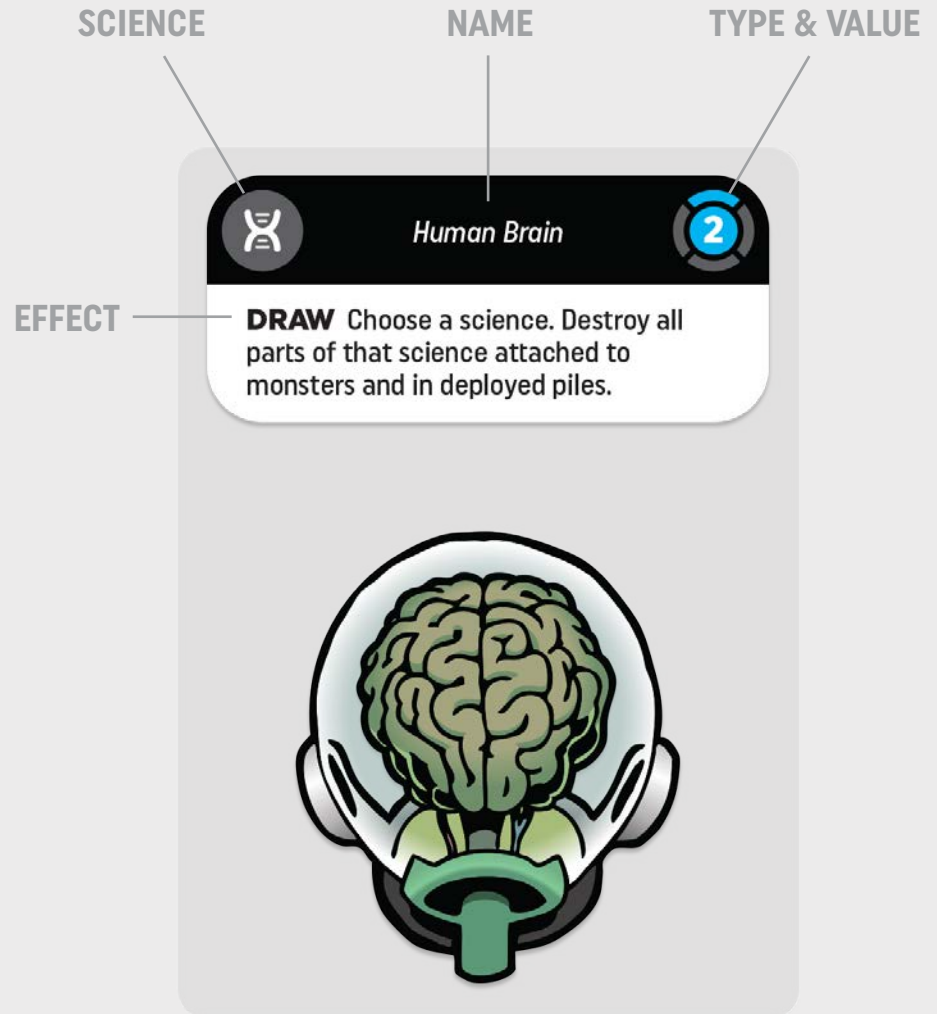 SCIENCE
NAME
TYPE & VALUE
Human Brain
2
EFFECT
DRAW Choose a science. Destroy all
parts of that science attached to
monsters and in deployed piles.